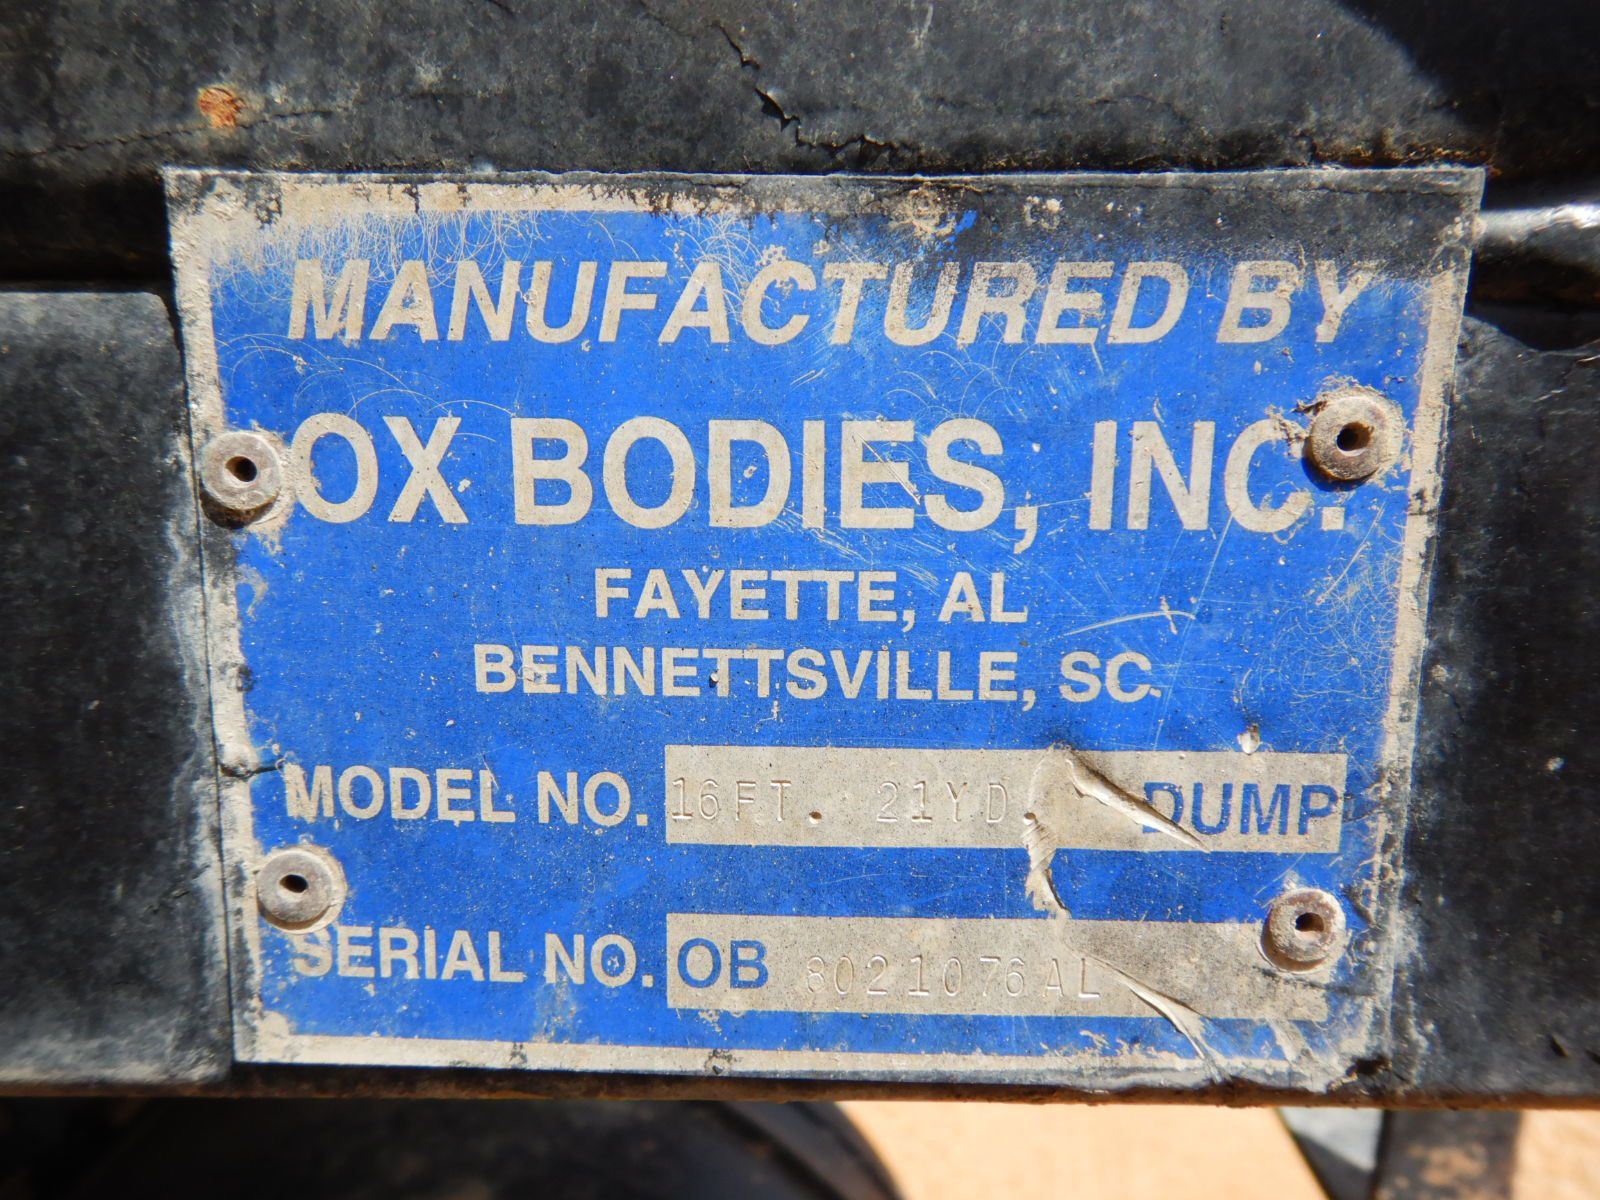 MANUFACTURED BY
OX BODIES, INC.
FAYETTE, AL
BENNETTSVILLE, SC.
MODEL NO. 16FT. 21YD. DUMP
SERIAL NO. OB 8021076AL